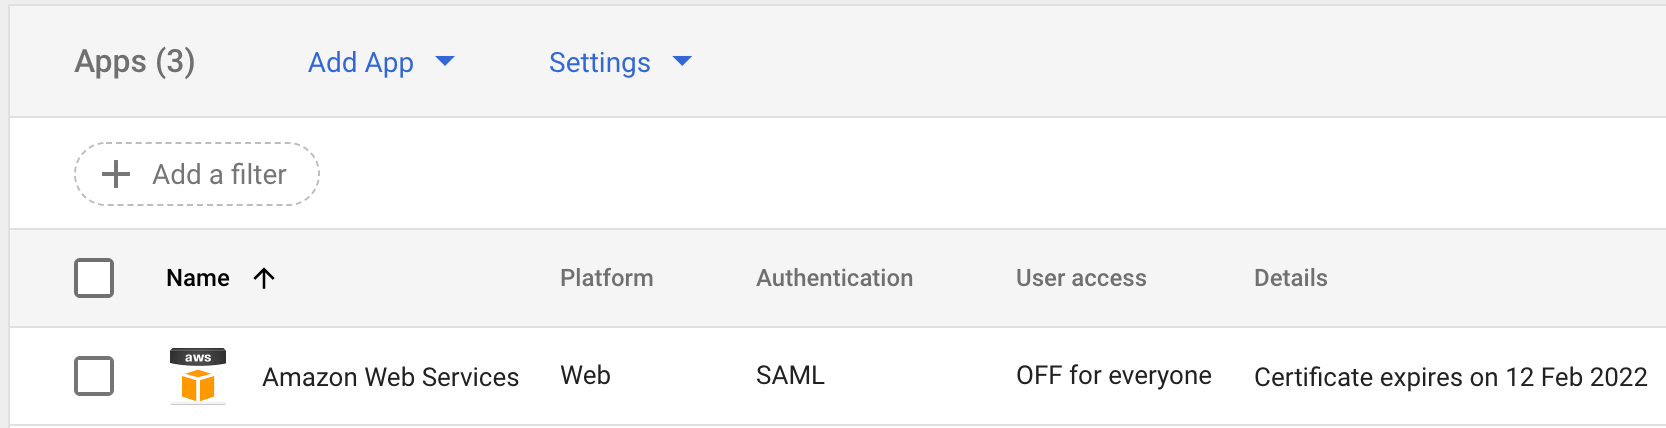 Apps (3) Add App Settings
Add a filter
Name Platform Authentication User access Details
aws
Amazon Web Services Web SAML OFF for everyone Certificate expires on 12 Feb 2022